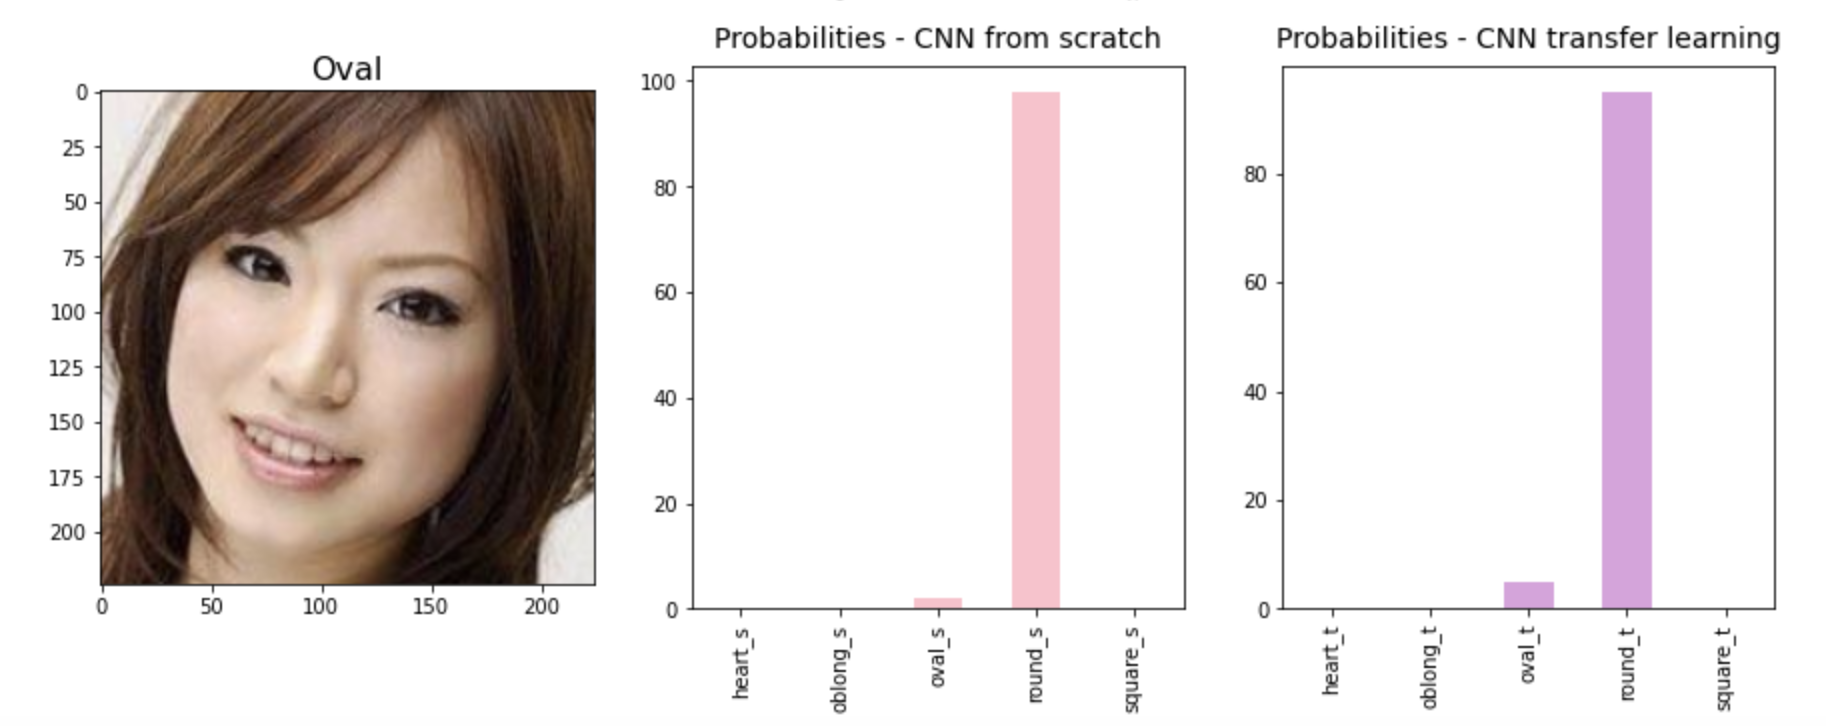 Oval
0
25
50
75
100
125
150
175
200
0 50 100 150 200
Probabilities - CNN from scratch
100
80
60
40
20
0
heart_s
oblong_s
oval_s
round_s
square_s
Probabilities - CNN transfer learning
80
60
40
20
0
heart_t
oblong_t
oval_t
round_t
square_t